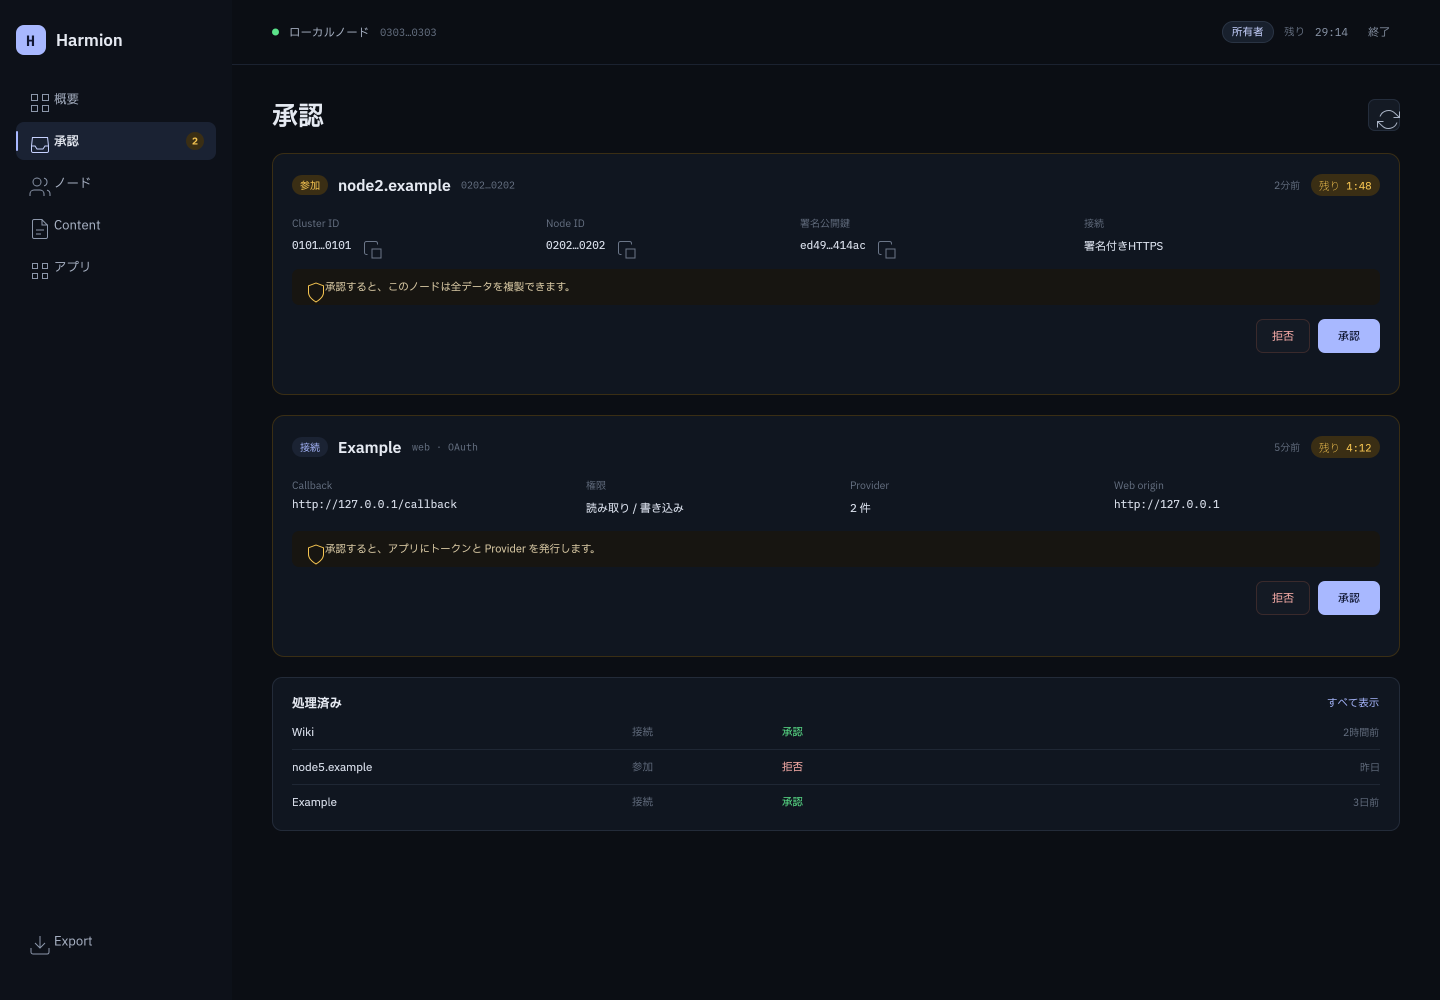 H Harmion
概要
承認 2
ノード
Content
アプリ
Export
ローカルノード 0303…0303
所有者 残り 29:14 終了
承認
参加 node2.example 0202…0202 2分前 残り 1:48
Cluster ID Node ID 署名公開鍵 接続
0101…0101 0202…0202 ed49…414ac 署名付きHTTPS
承認すると、このノードは全データを複製できます。
拒否 承認
接続 Example web · OAuth 5分前 残り 4:12
Callback 権限 Provider Web origin
http://127.0.0.1/callback 読み取り / 書き込み 2 件 http://127.0.0.1
承認すると、アプリにトークンと Provider を発行します。
拒否 承認
処理済み すべて表示
Wiki 接続 承認 2時間前
node5.example 参加 拒否 昨日
Example 接続 承認 3日前